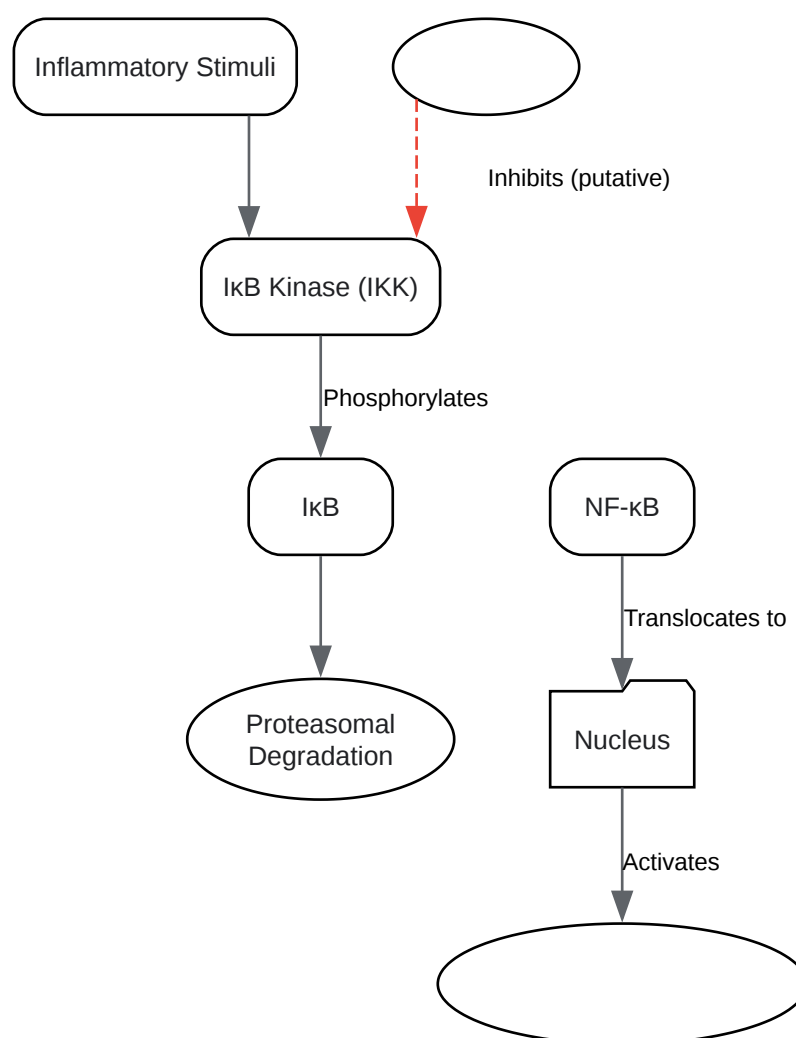 Inflammatory Stimuli
Inhibits (putative)
IκB Kinase (IKK)
Phosphorylates
IκB
NF-κB
Translocates to
Proteasomal
Degradation
Nucleus
Activates